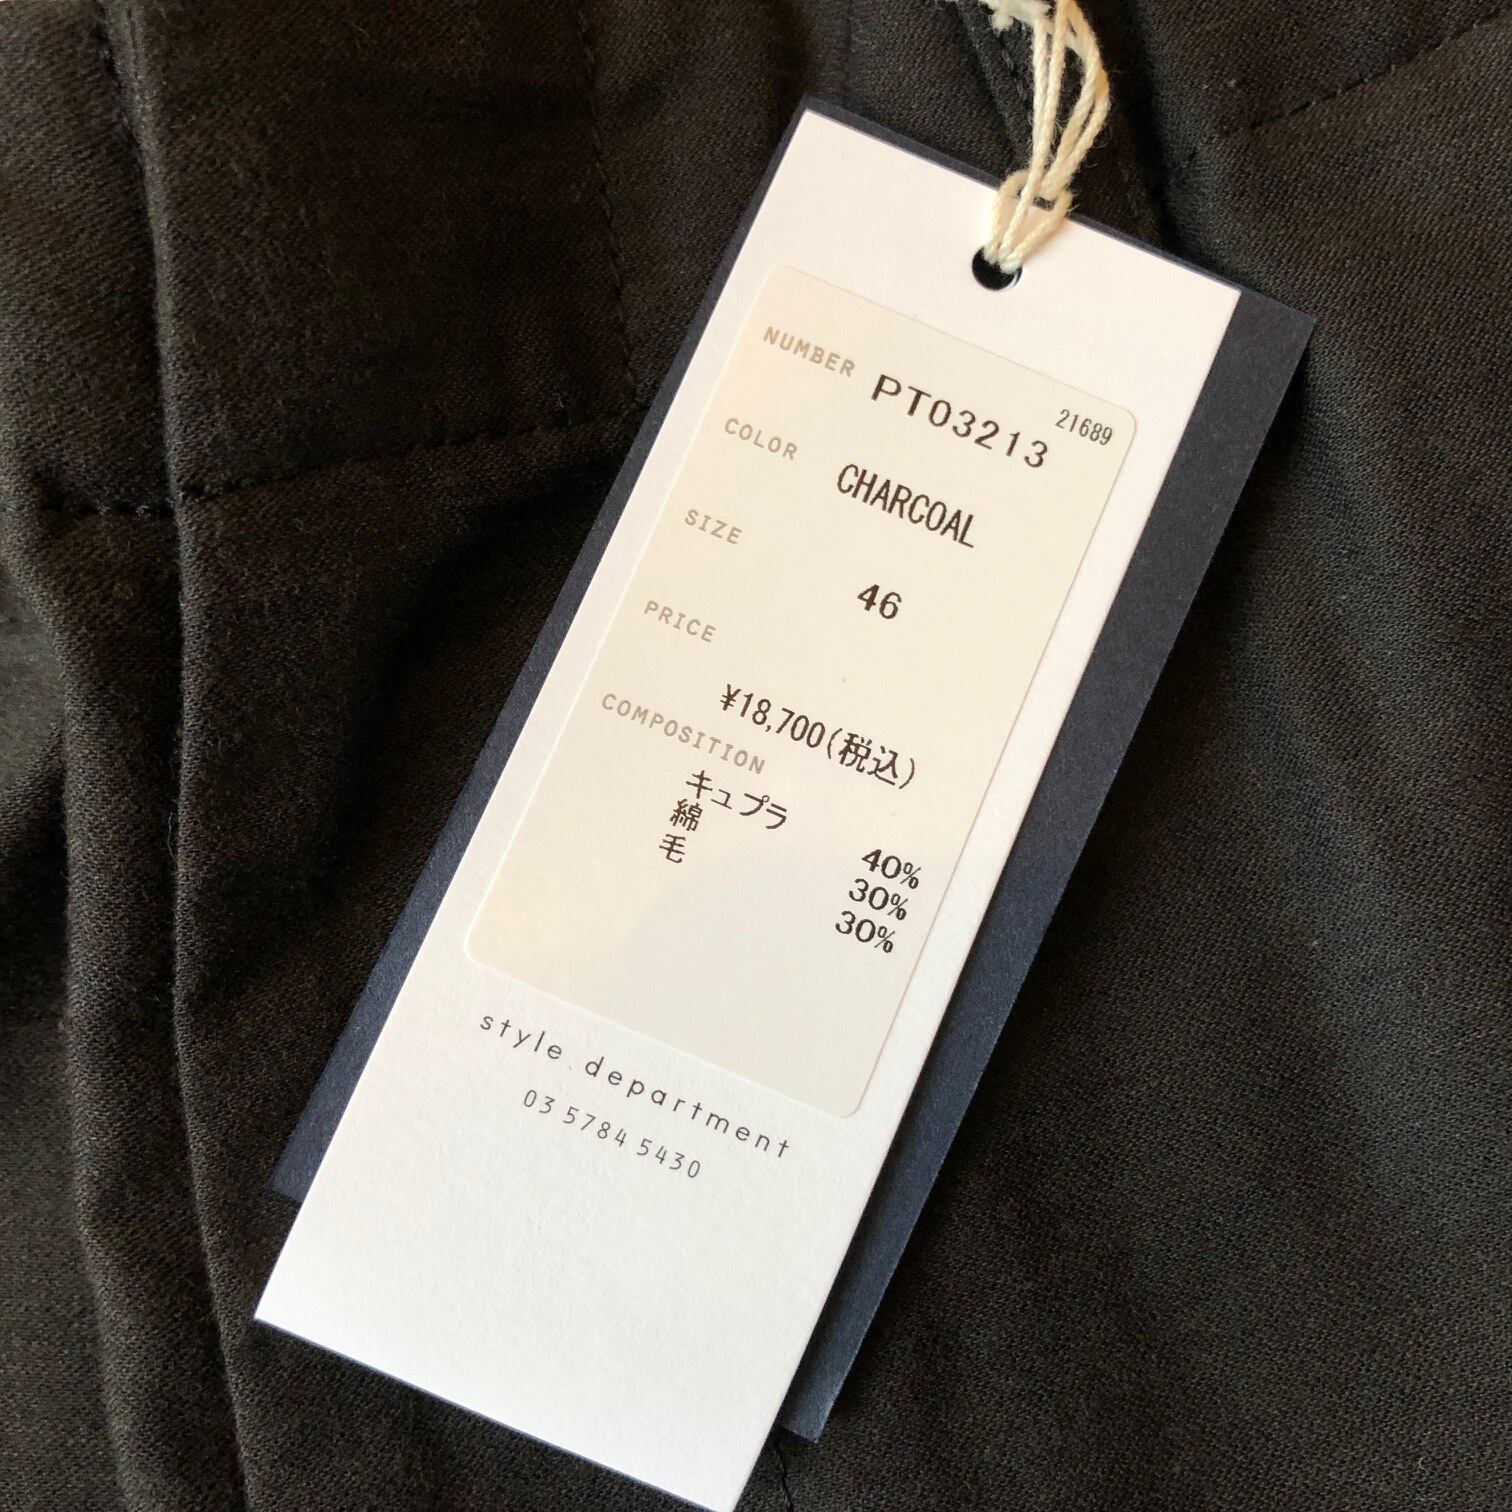 NUMBER PT03213 21689
COLOR CHARCOAL
SIZE 46
PRICE ¥18,700(税込)
COMPOSITION
キュプラ 40%
綿 30%
毛 30%
style department
03 5784 5430